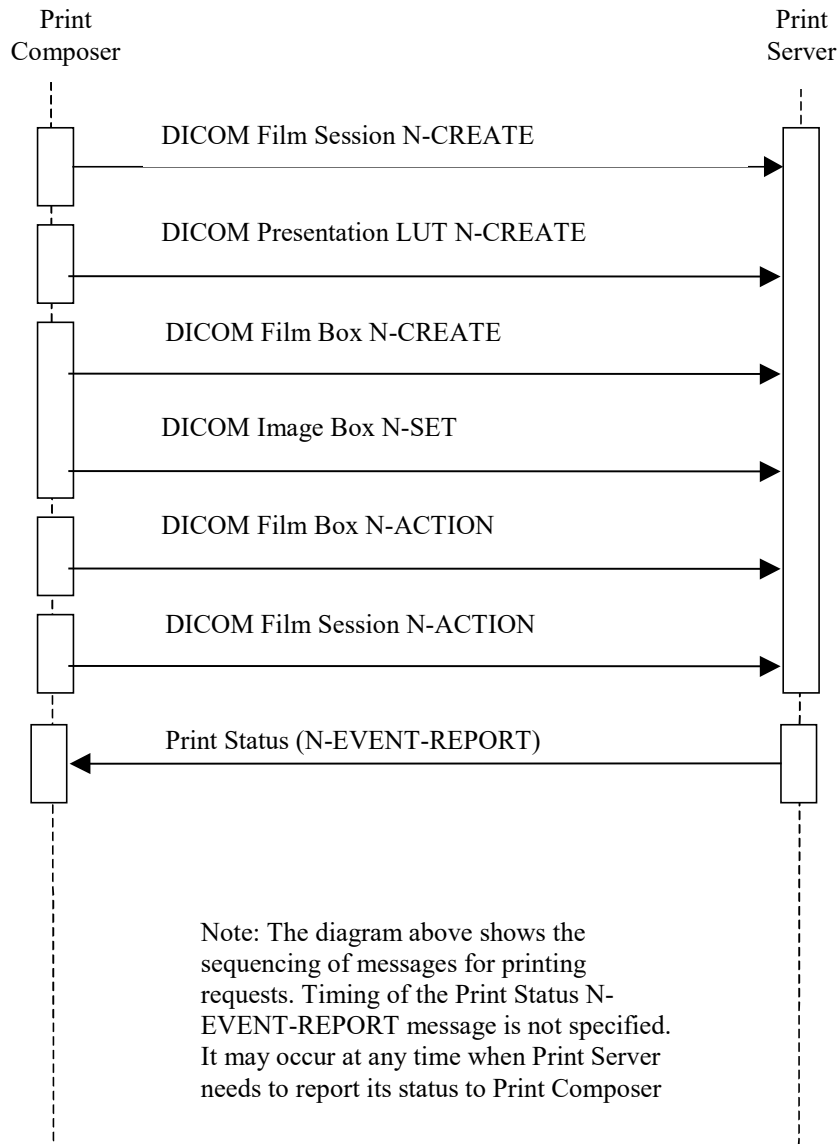 Print
Composer
Print
Server
DICOM Film Session N-CREATE
DICOM Presentation LUT N-CREATE
DICOM Film Box N-CREATE
DICOM Image Box N-SET
DICOM Film Box N-ACTION
DICOM Film Session N-ACTION
Print Status (N-EVENT-REPORT)
Note: The diagram above shows the
sequencing of messages for printing
requests. Timing of the Print Status N-
EVENT-REPORT message is not specified.
It may occur at any time when Print Server
needs to report its status to Print Composer